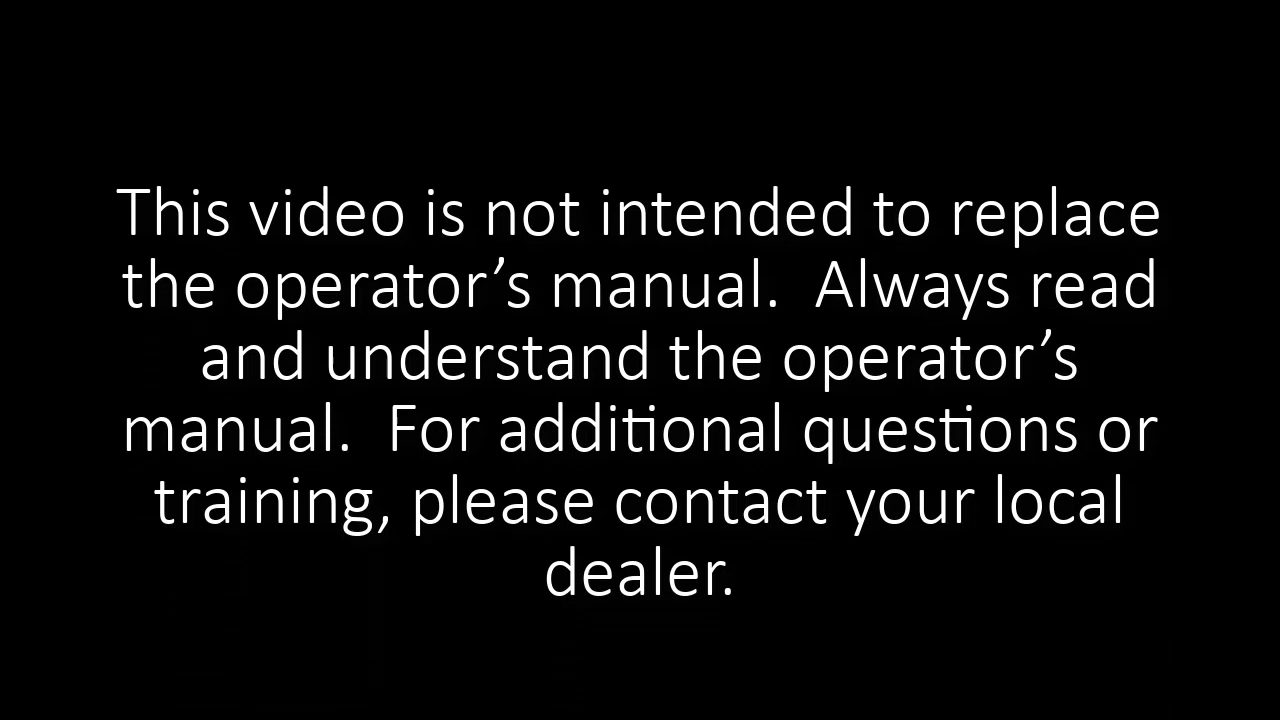 This video is not intended to replace
the operator’s manual.  Always read
and understand the operator’s
manual.  For additional questions or
training, please contact your local
dealer.